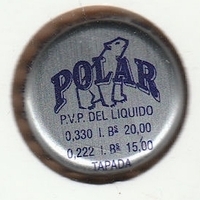 POLAR
P.V.P. DEL LIQUIDO
0,330 l. Bs 20,00
0,222 l. Bs 15,00
TAPADA